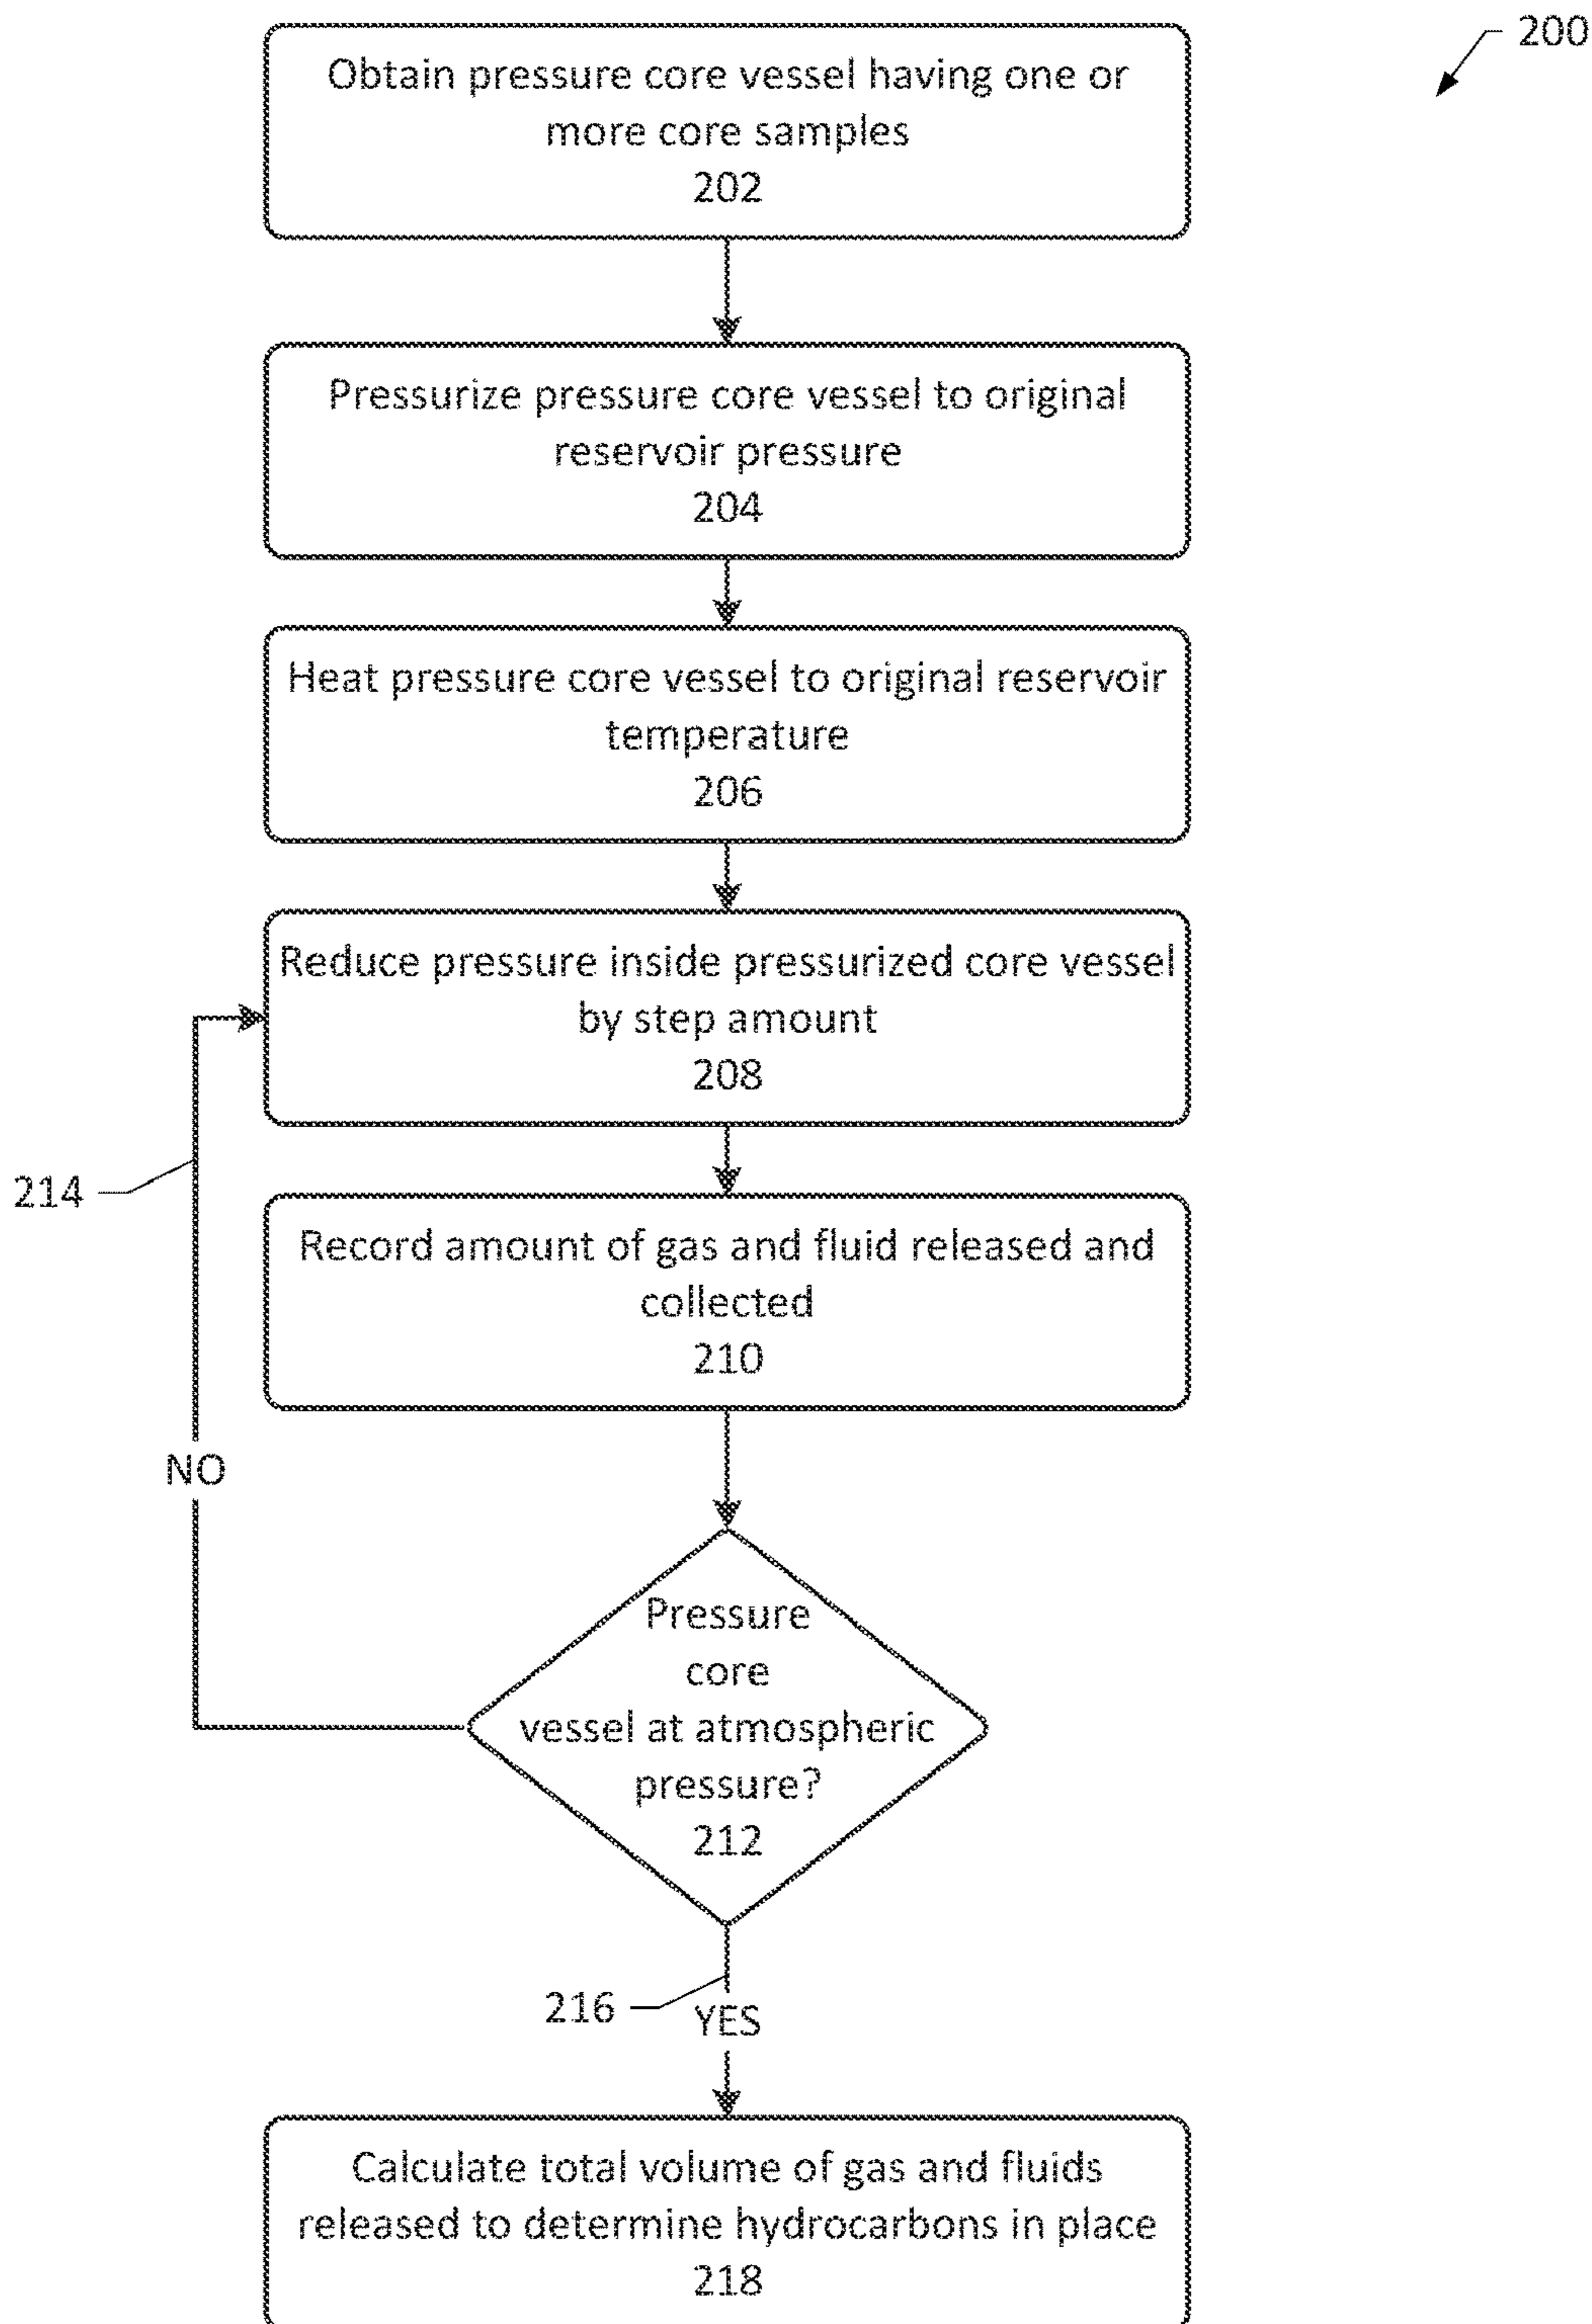 200
Obtain pressure core vessel having one or
more core samples
202
Pressurize pressure core vessel to original
reservoir pressure
204
Heat pressure core vessel to original reservoir
temperature
206
Reduce pressure inside pressurized core vessel
by step amount
208
214
Record amount of gas and fluid released and
collected
210
NO
Pressure
core
vessel at atmospheric
pressure?
212
216
YES
Calculate total volume of gas and fluids
released to determine hydrocarbons in place
218